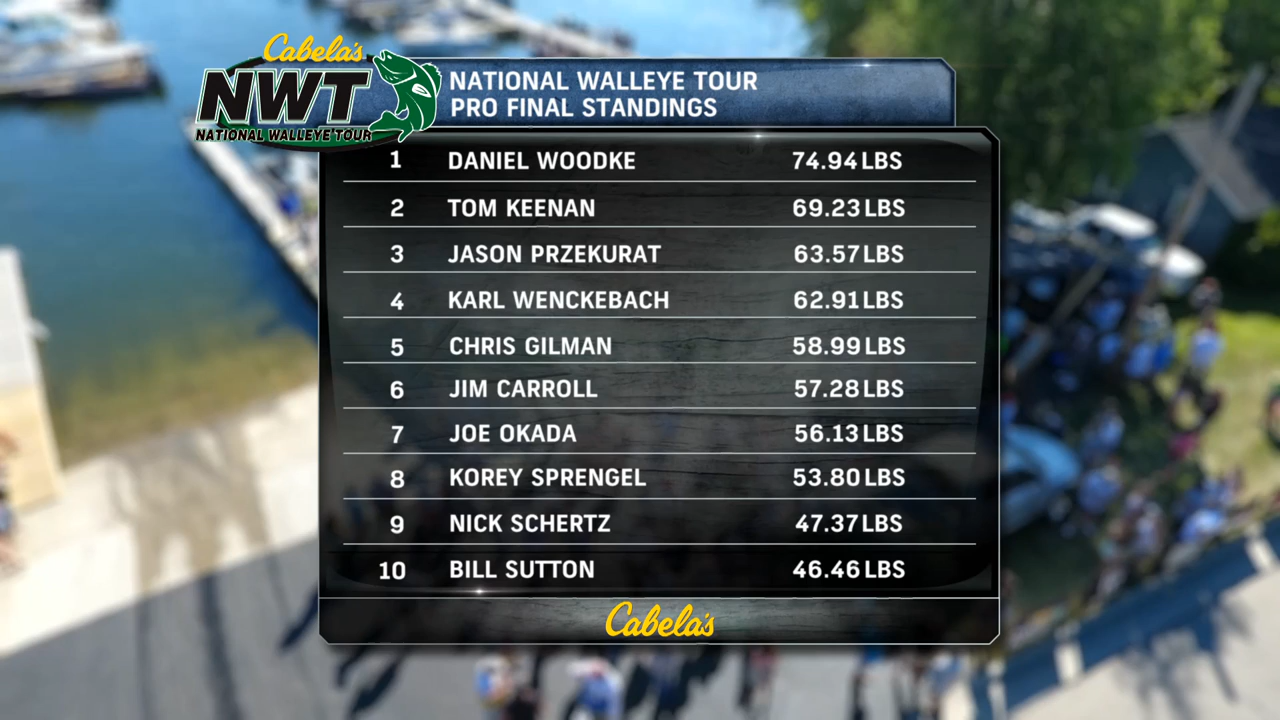 Cabela's
NWT
NATIONAL WALLEYE TOUR
NATIONAL WALLEYE TOUR
PRO FINAL STANDINGS
1 DANIEL WOODKE 74.94 LBS
2 TOM KEENAN 69.23 LBS
3 JASON PRZEKURAT 63.57 LBS
4 KARL WENCKEBACH 62.91 LBS
5 CHRIS GILMAN 58.99 LBS
6 JIM CARROLL 57.28 LBS
7 JOE OKADA 56.13 LBS
8 KOREY SPRENGEL 53.80 LBS
9 NICK SCHERTZ 47.37 LBS
10 BILL SUTTON 46.46 LBS
Cabela's